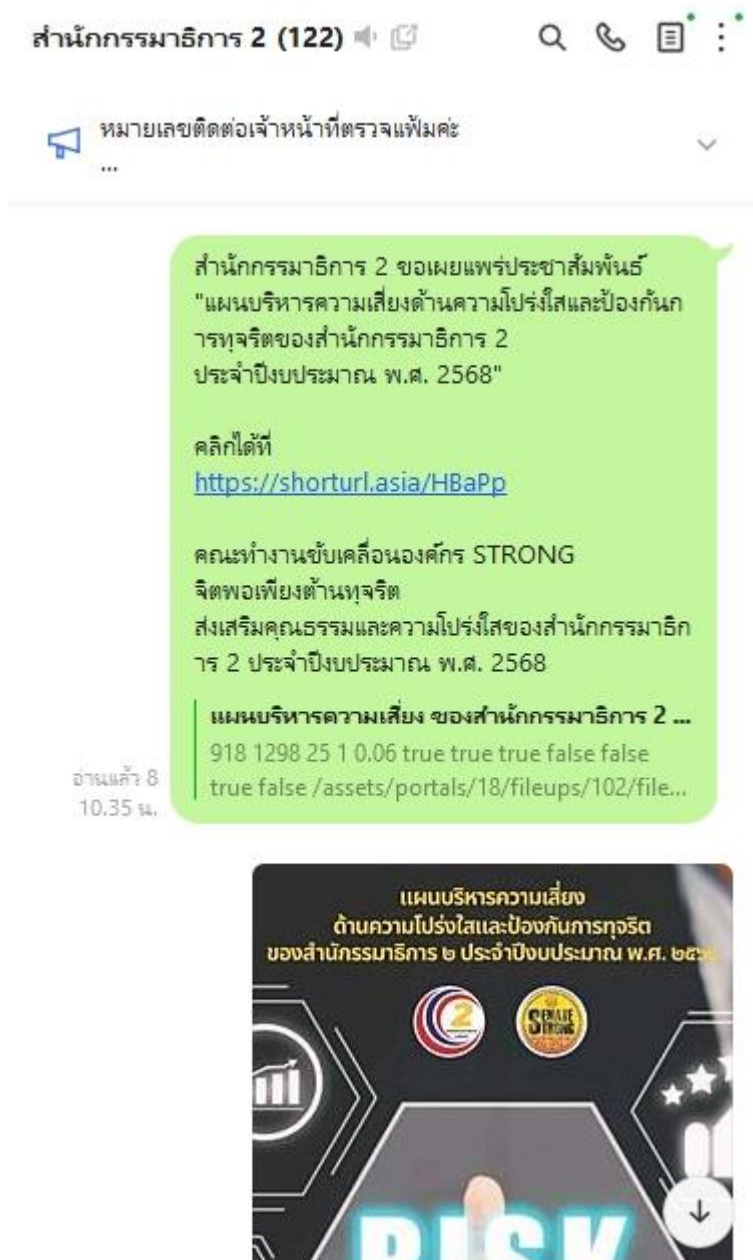 สำนักกรรมาธิการ 2 (122)
หมายเลขติดต่อเจ้าหน้าที่ตรวจแฟ้มค่ะ
...
สำนักกรรมาธิการ 2 ขอเผยแพร่ประชาสัมพันธ์
"แผนบริหารความเสี่ยงด้านความโปร่งใสและป้องกันก
ารทุจริตของสำนักกรรมาธิการ 2
ประจำปีงบประมาณ พ.ศ. 2568"
คลิกได้ที่
https://shorturl.asia/HBaPp
คณะทำงานขับเคลื่อนองค์กร STRONG
จิตพอเพียงต้านทุจริต
ส่งเสริมคุณธรรมและความโปร่งใสของสำนักกรรมาธิก
าร 2 ประจำปีงบประมาณ พ.ศ. 2568
แผนบริหารความเสี่ยง ของสำนักกรรมาธิการ 2 ...
918 1298 25 1 0.06 true true true false false
true false /assets/portals/18/fileups/102/file...
อ่านแล้ว 8
10.35 น.
แผนบริหารความเสี่ยง
ด้านความโปร่งใสและป้องกันการทุจริต
ของสำนักรรมาธิการ ๒ ประจำปีงบประมาณ พ.ศ.
2
SENATE
STRONG
RISK